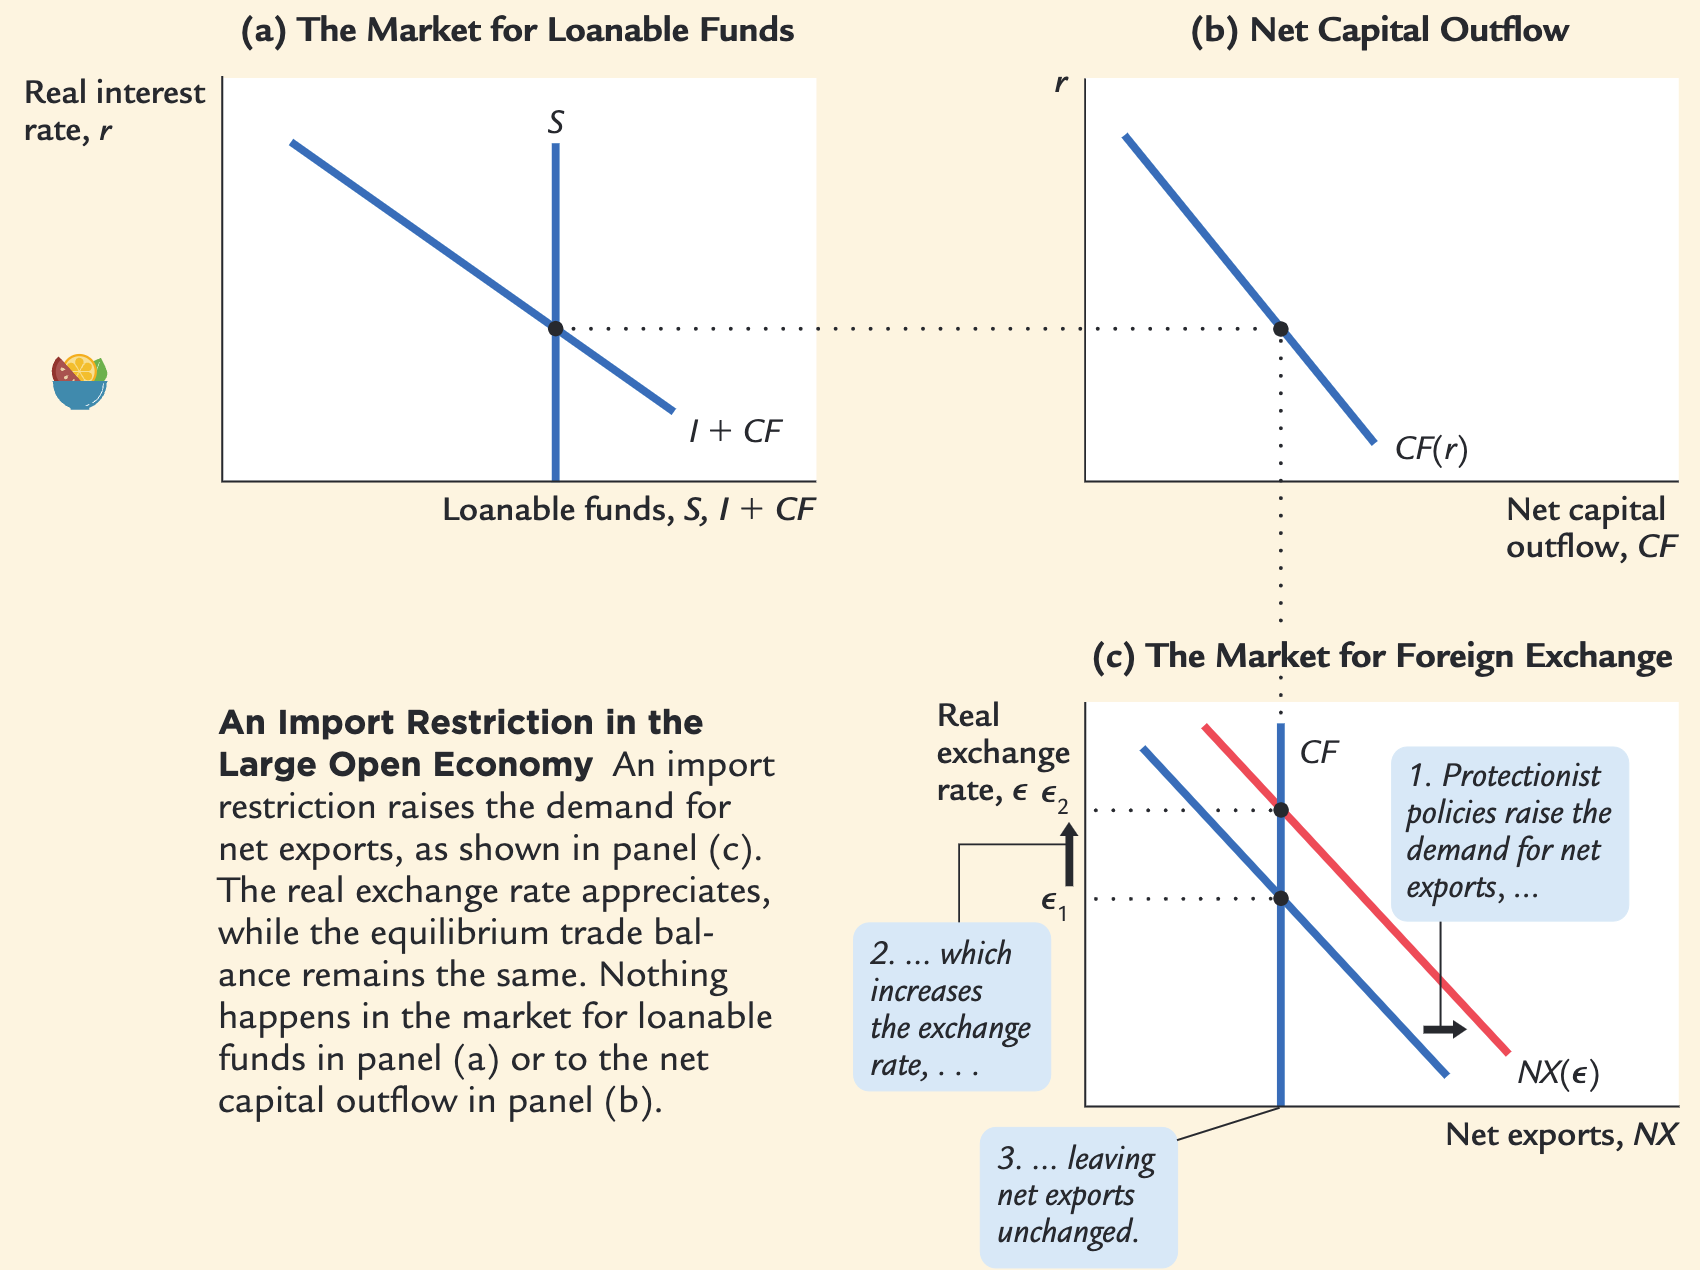 (a) The Market for Loanable Funds
Real interest
rate, r
S
I + CF
Loanable funds, S, I + CF
(b) Net Capital Outflow
r
CF(r)
Net capital
outflow, CF
An Import Restriction in the
Large Open Economy An import
restriction raises the demand for
net exports, as shown in panel (c).
The real exchange rate appreciates,
while the equilibrium trade bal-
ance remains the same. Nothing
happens in the market for loanable
funds in panel (a) or to the net
capital outflow in panel (b).
(c) The Market for Foreign Exchange
Real
exchange
rate, ϵ
ϵ2
ϵ1
CF
1. Protectionist
policies raise the
demand for net
exports, ...
2. ... which
increases
the exchange
rate, . . .
NX(ϵ)
Net exports, NX
3. ... leaving
net exports
unchanged.